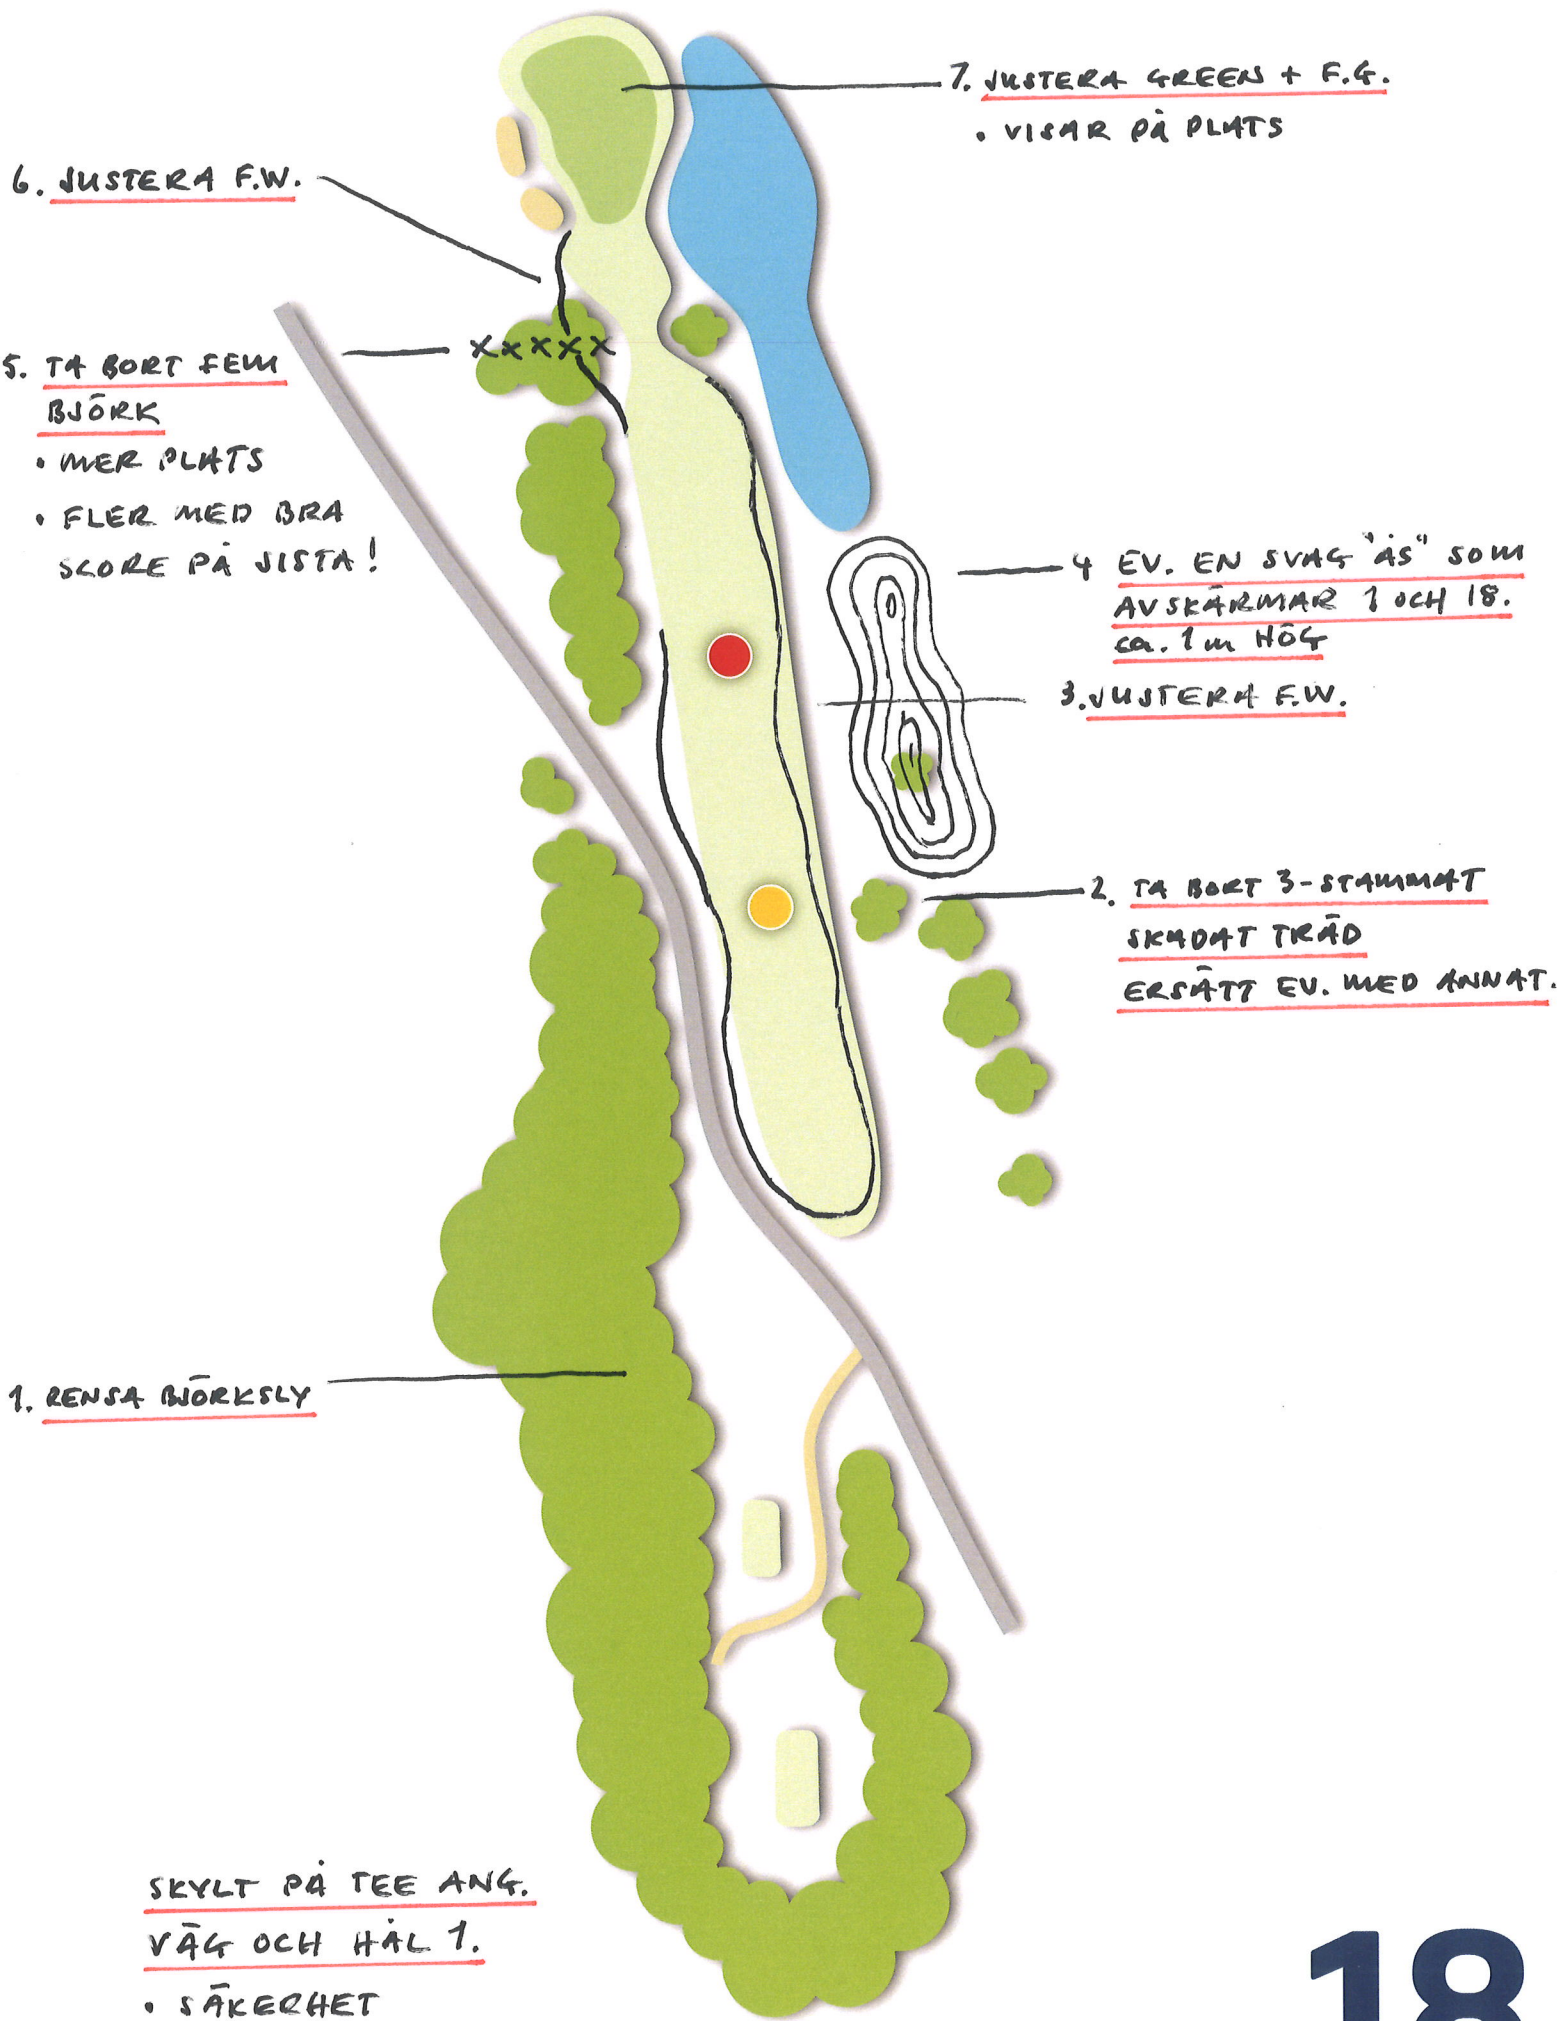 7. JUSTERA GREEN + F.G.
• VISAR PÅ PLATS
6. JUSTERA F.W.
5. TA BORT FEM
BJÖRK
• MER PLATS
• FLER MED BRA
SCORE PÅ SISTA!
XXXXX
4 EV. EN SVAG "ÅS" SOM
AVSKÄRMAR 1 OCH 18.
ca. 1 m HÖG
3. JUSTERA F.W.
2. TA BORT 3-STAMMAT
SKADAT TRÄD
ERSÄTT EV. MED ANNAT.
1. RENSA BJÖRKSLY
SKYLT PÅ TEE ANG.
VÄG OCH HÅL 1.
• SÄKERHET
18